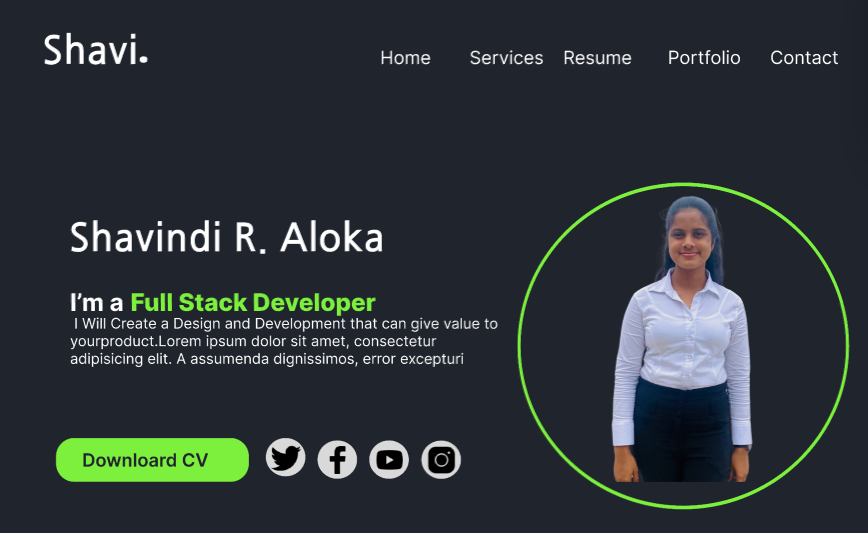 Shavi.
Home Services Resume Portfolio Contact
Shavindi R. Aloka
I'm a Full Stack Developer
I Will Create a Design and Development that can give value to
yourproduct.Lorem ipsum dolor sit amet, consectetur
adipisicing elit. A assumenda dignissimos, error excepturi
Downloard CV